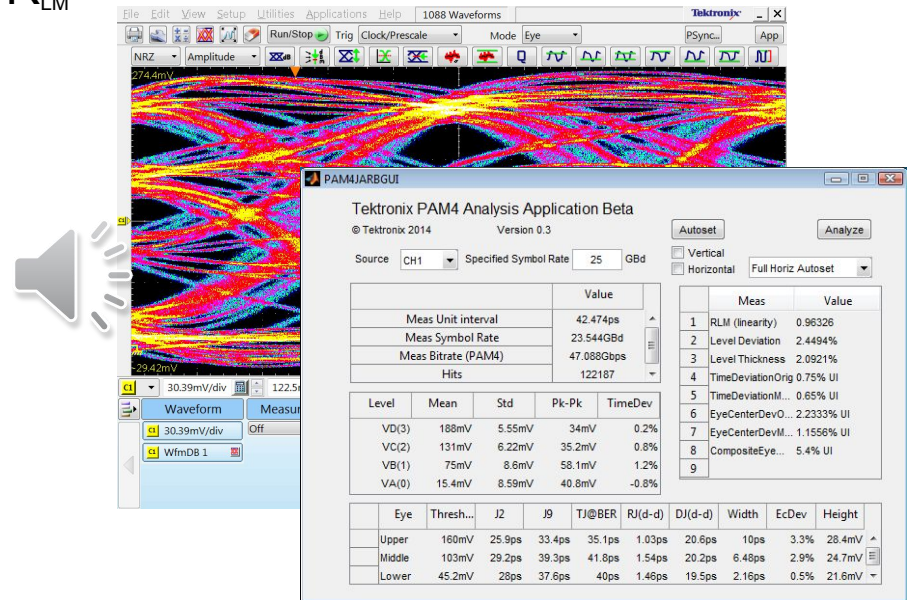 RLM
File Edit View Setup Utilities Applications Help 1088 Waveforms Tektronix
Run/Stop Trig Clock/Prescale Mode Eye PSync... App
NRZ Amplitude
274.4mV
C1
-29.42mV
C1 30.39mV/div
Waveform
C1 30.39mV/div Off
C1 WfmDB 1
PAM4JARBGUI
Tektronix PAM4 Analysis Application Beta
© Tektronix 2014 Version 0.3
Autoset Analyze
Source CH1 Specified Symbol Rate 25 GBd
Vertical
Horizontal Full Horiz Autoset
Value
Meas Unit interval 42.474ps
Meas Symbol Rate 23.544GBd
Meas Bitrate (PAM4) 47.088Gbps
Hits 122187
Meas Value
1 RLM (linearity) 0.96326
2 Level Deviation 2.4494%
3 Level Thickness 2.0921%
4 TimeDeviationOrig 0.75% UI
5 TimeDeviationM... 0.65% UI
6 EyeCenterDevO... 2.2333% UI
7 EyeCenterDevM... 1.1556% UI
8 CompositeEye... 5.4% UI
9
Level Mean Std Pk-Pk TimeDev
VD(3) 188mV 5.55mV 34mV 0.2%
VC(2) 131mV 6.22mV 35.2mV 0.8%
VB(1) 75mV 8.6mV 58.1mV 1.2%
VA(0) 15.4mV 8.59mV 40.8mV -0.8%
Eye Thresh... J2 J9 TJ@BER RJ(d-d) DJ(d-d) Width EcDev Height
Upper 160mV 25.9ps 33.4ps 35.1ps 1.03ps 20.6ps 10ps 3.3% 28.4mV
Middle 103mV 29.2ps 39.3ps 41.8ps 1.54ps 20.2ps 6.48ps 2.9% 24.7mV
Lower 45.2mV 28ps 37.6ps 40ps 1.46ps 19.5ps 2.16ps 0.5% 21.6mV